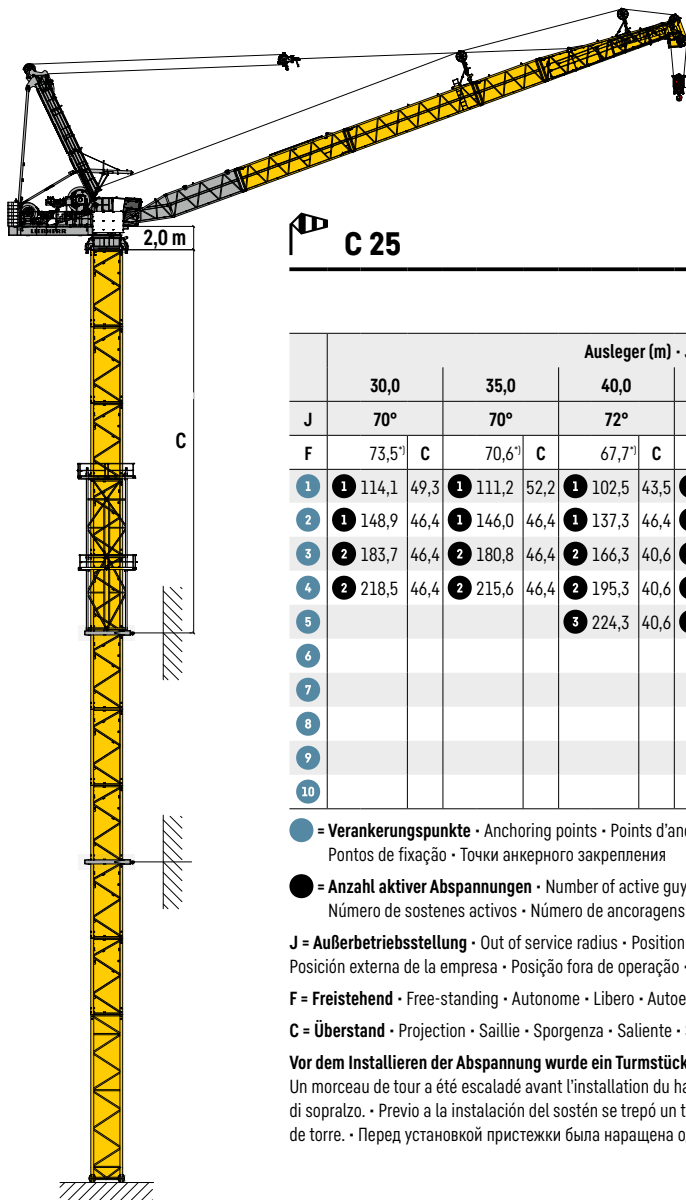 LIEBHERR
2,0 m
C
C 25
Ausleger (m) ·
30,0 35,0 40,0
J 70° 70° 72°
F 73,5*) C 70,6*) C 67,7*) C
1 1 114,1 49,3 1 111,2 52,2 1 102,5 43,5
2 1 148,9 46,4 1 146,0 46,4 1 137,3 46,4
3 2 183,7 46,4 2 180,8 46,4 2 166,3 40,6
4 2 218,5 46,4 2 215,6 46,4 2 195,3 40,6
5 3 224,3 40,6
6
7
8
9
10
= Verankerungspunkte · Anchoring points · Points d'anc
Pontos de fixação · Точки анкерного закрепления
= Anzahl aktiver Abspannungen · Number of active guy
Número de sostenes activos · Número de ancoragens
J = Außerbetriebsstellung · Out of service radius · Position
Posición externa de la empresa · Posição fora de operação ·
F = Freistehend · Free-standing · Autonome · Libero · Autoe
C = Überstand · Projection · Saillie · Sporgenza · Saliente ·
Vor dem Installieren der Abspannung wurde ein Turmstück
Un morceau de tour a été escaladé avant l'installation du ha
di sopralzo. · Previo a la instalación del sostén se trepó un t
de torre. · Перед установкой пристежки была наращена о